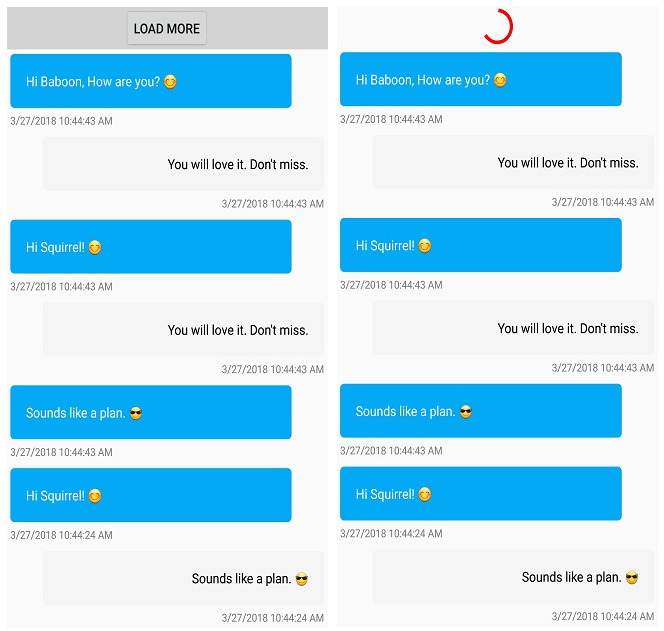 LOAD MORE
Hi Baboon, How are you? 😊
3/27/2018 10:44:43 AM
You will love it. Don't miss.
3/27/2018 10:44:43 AM
Hi Squirrel! 😊
3/27/2018 10:44:43 AM
You will love it. Don't miss.
3/27/2018 10:44:43 AM
Sounds like a plan. 😎
3/27/2018 10:44:43 AM
Hi Squirrel! 😊
3/27/2018 10:44:24 AM
Sounds like a plan. 😎
3/27/2018 10:44:24 AM
Hi Baboon, How are you? 😊
3/27/2018 10:44:43 AM
You will love it. Don't miss.
3/27/2018 10:44:43 AM
Hi Squirrel! 😊
3/27/2018 10:44:43 AM
You will love it. Don't miss.
3/27/2018 10:44:43 AM
Sounds like a plan. 😎
3/27/2018 10:44:43 AM
Hi Squirrel! 😊
3/27/2018 10:44:24 AM
Sounds like a plan. 😎
3/27/2018 10:44:24 AM